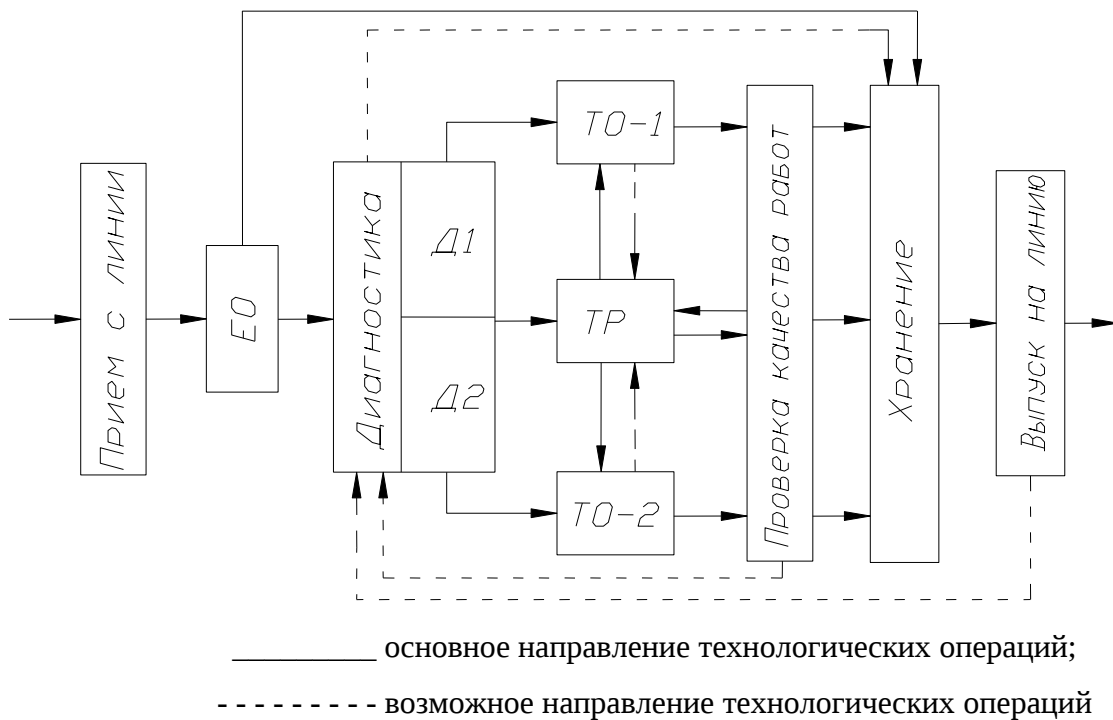 Прием с линии
ЕО
Диагностика
Д1
Д2
ТО-1
ТР
ТО-2
Проверка качества работ
Хранение
Выпуск на линию
основное направление технологических операций;
возможное направление технологических операций